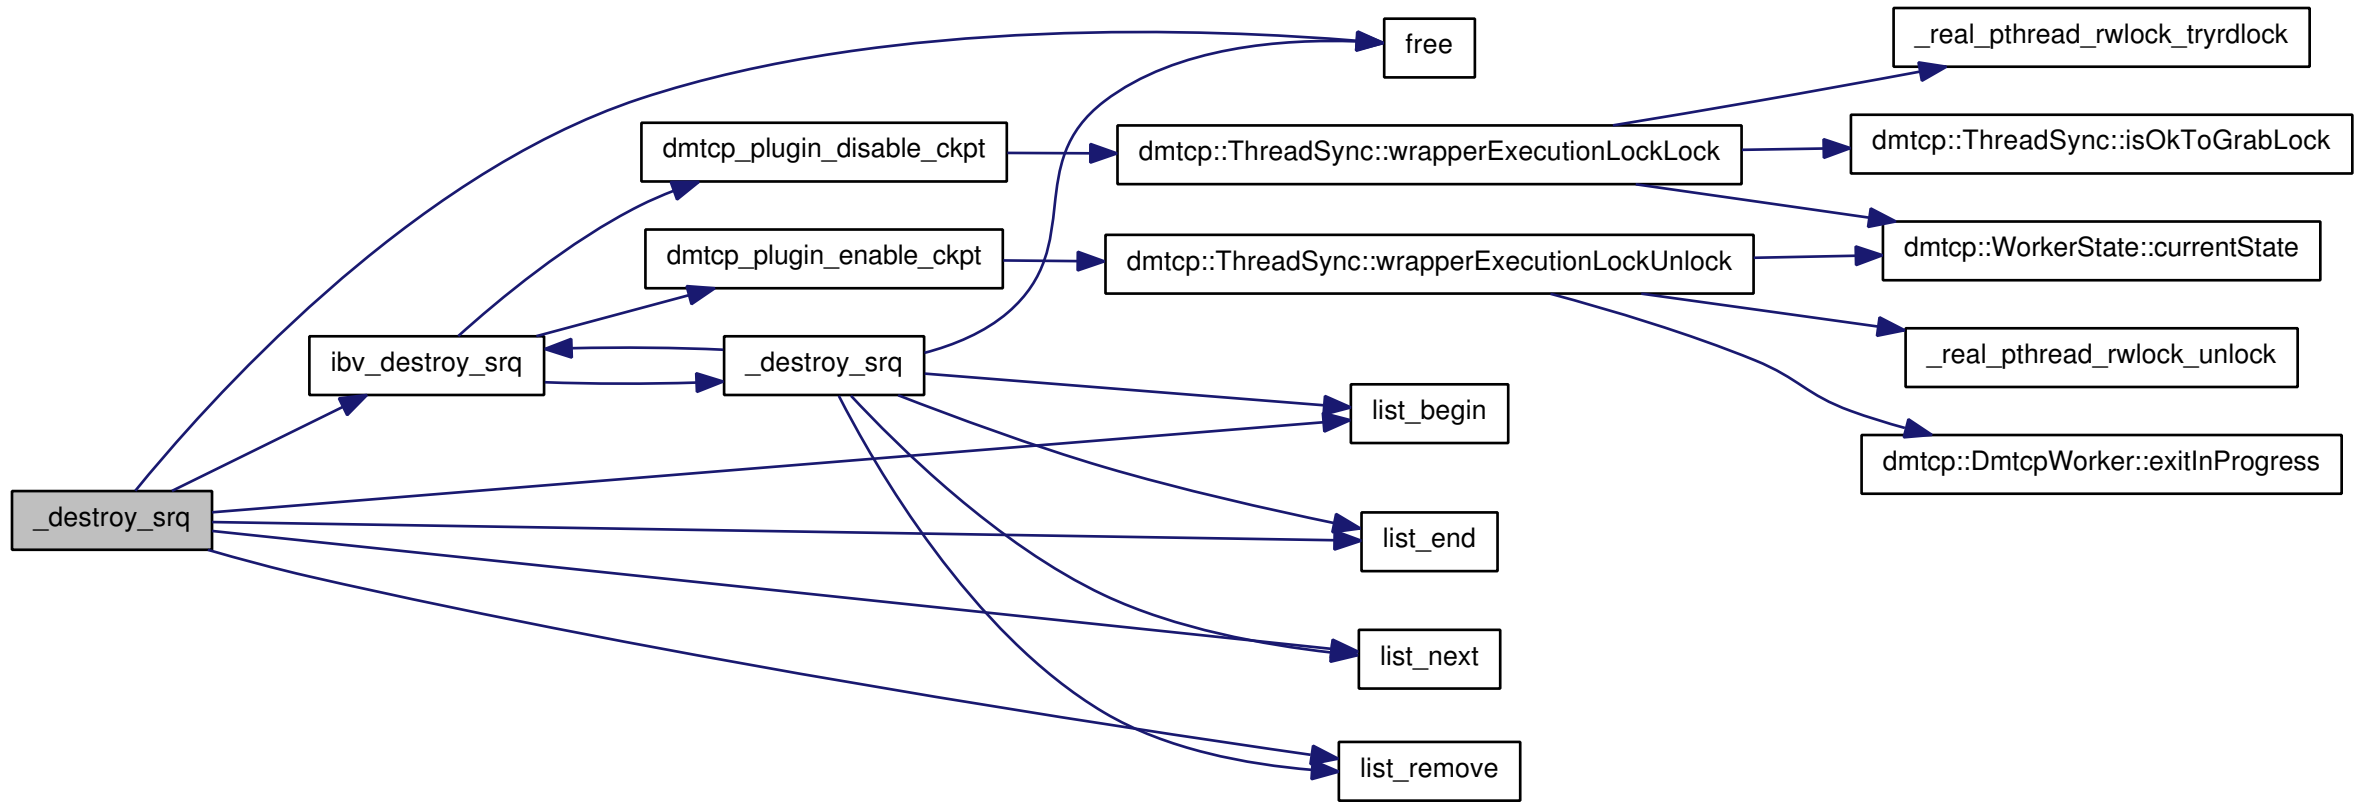 free
_real_pthread_rwlock_tryrdlock
dmtcp_plugin_disable_ckpt
dmtcp::ThreadSync::wrapperExecutionLockLock
dmtcp::ThreadSync::isOkToGrabLock
dmtcp_plugin_enable_ckpt
dmtcp::ThreadSync::wrapperExecutionLockUnlock
dmtcp::WorkerState::currentState
ibv_destroy_srq
_destroy_srq
_real_pthread_rwlock_unlock
list_begin
dmtcp::DmtcpWorker::exitInProgress
_destroy_srq
list_end
list_next
list_remove